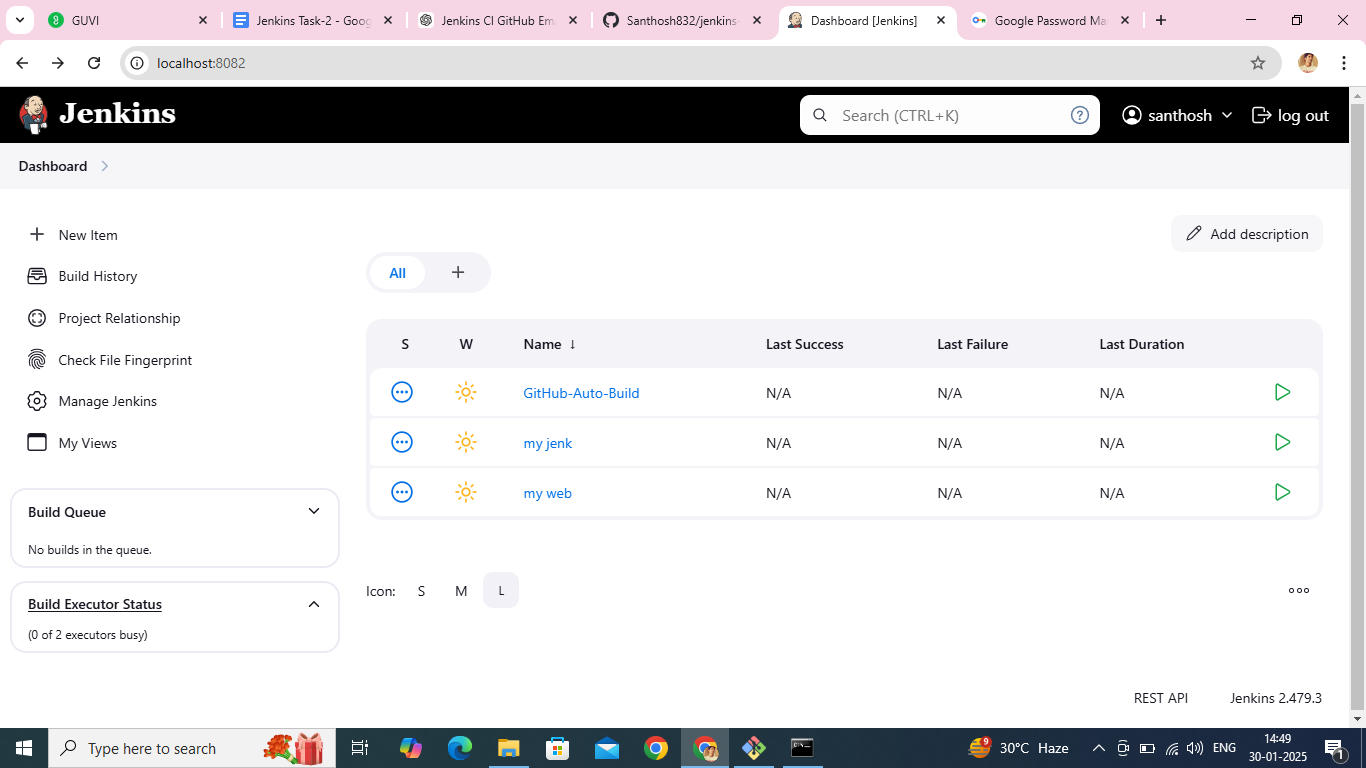 GUVI
Jenkins Task-2 - Goog
Jenkins CI GitHub Ema
Santhosh832/jenkins-
Dashboard [Jenkins]
Google Password Ma
localhost:8082
Jenkins
Search (CTRL+K)
santhosh
log out
Dashboard
New Item
Build History
Project Relationship
Check File Fingerprint
Manage Jenkins
My Views
Build Queue
No builds in the queue.
Build Executor Status
(0 of 2 executors busy)
Add description
All +
S W Name ↓ Last Success Last Failure Last Duration
GitHub-Auto-Build N/A N/A N/A
my jenk N/A N/A N/A
my web N/A N/A N/A
Icon: S M L
REST API Jenkins 2.479.3
Type here to search
9
30°C Haze
ENG
14:49
30-01-2025
1